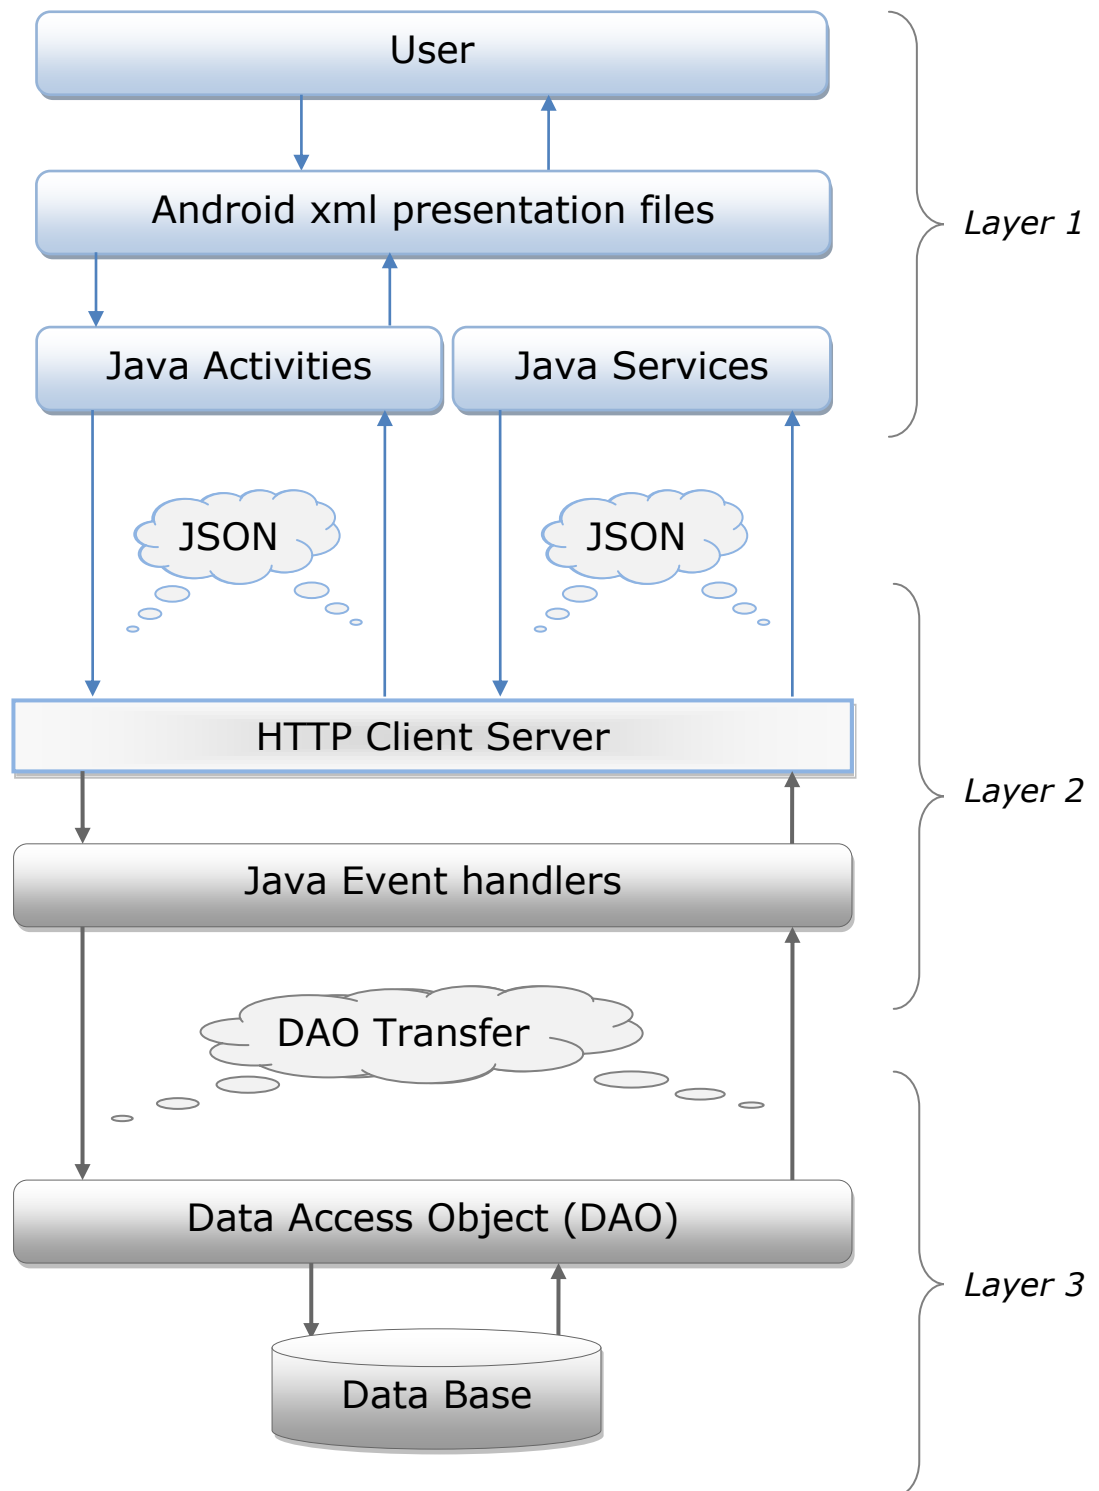 User
Android xml presentation files
Layer 1
Java Activities
Java Services
JSON
JSON
HTTP Client Server
Layer 2
Java Event handlers
DAO Transfer
Data Access Object (DAO)
Layer 3
Data Base